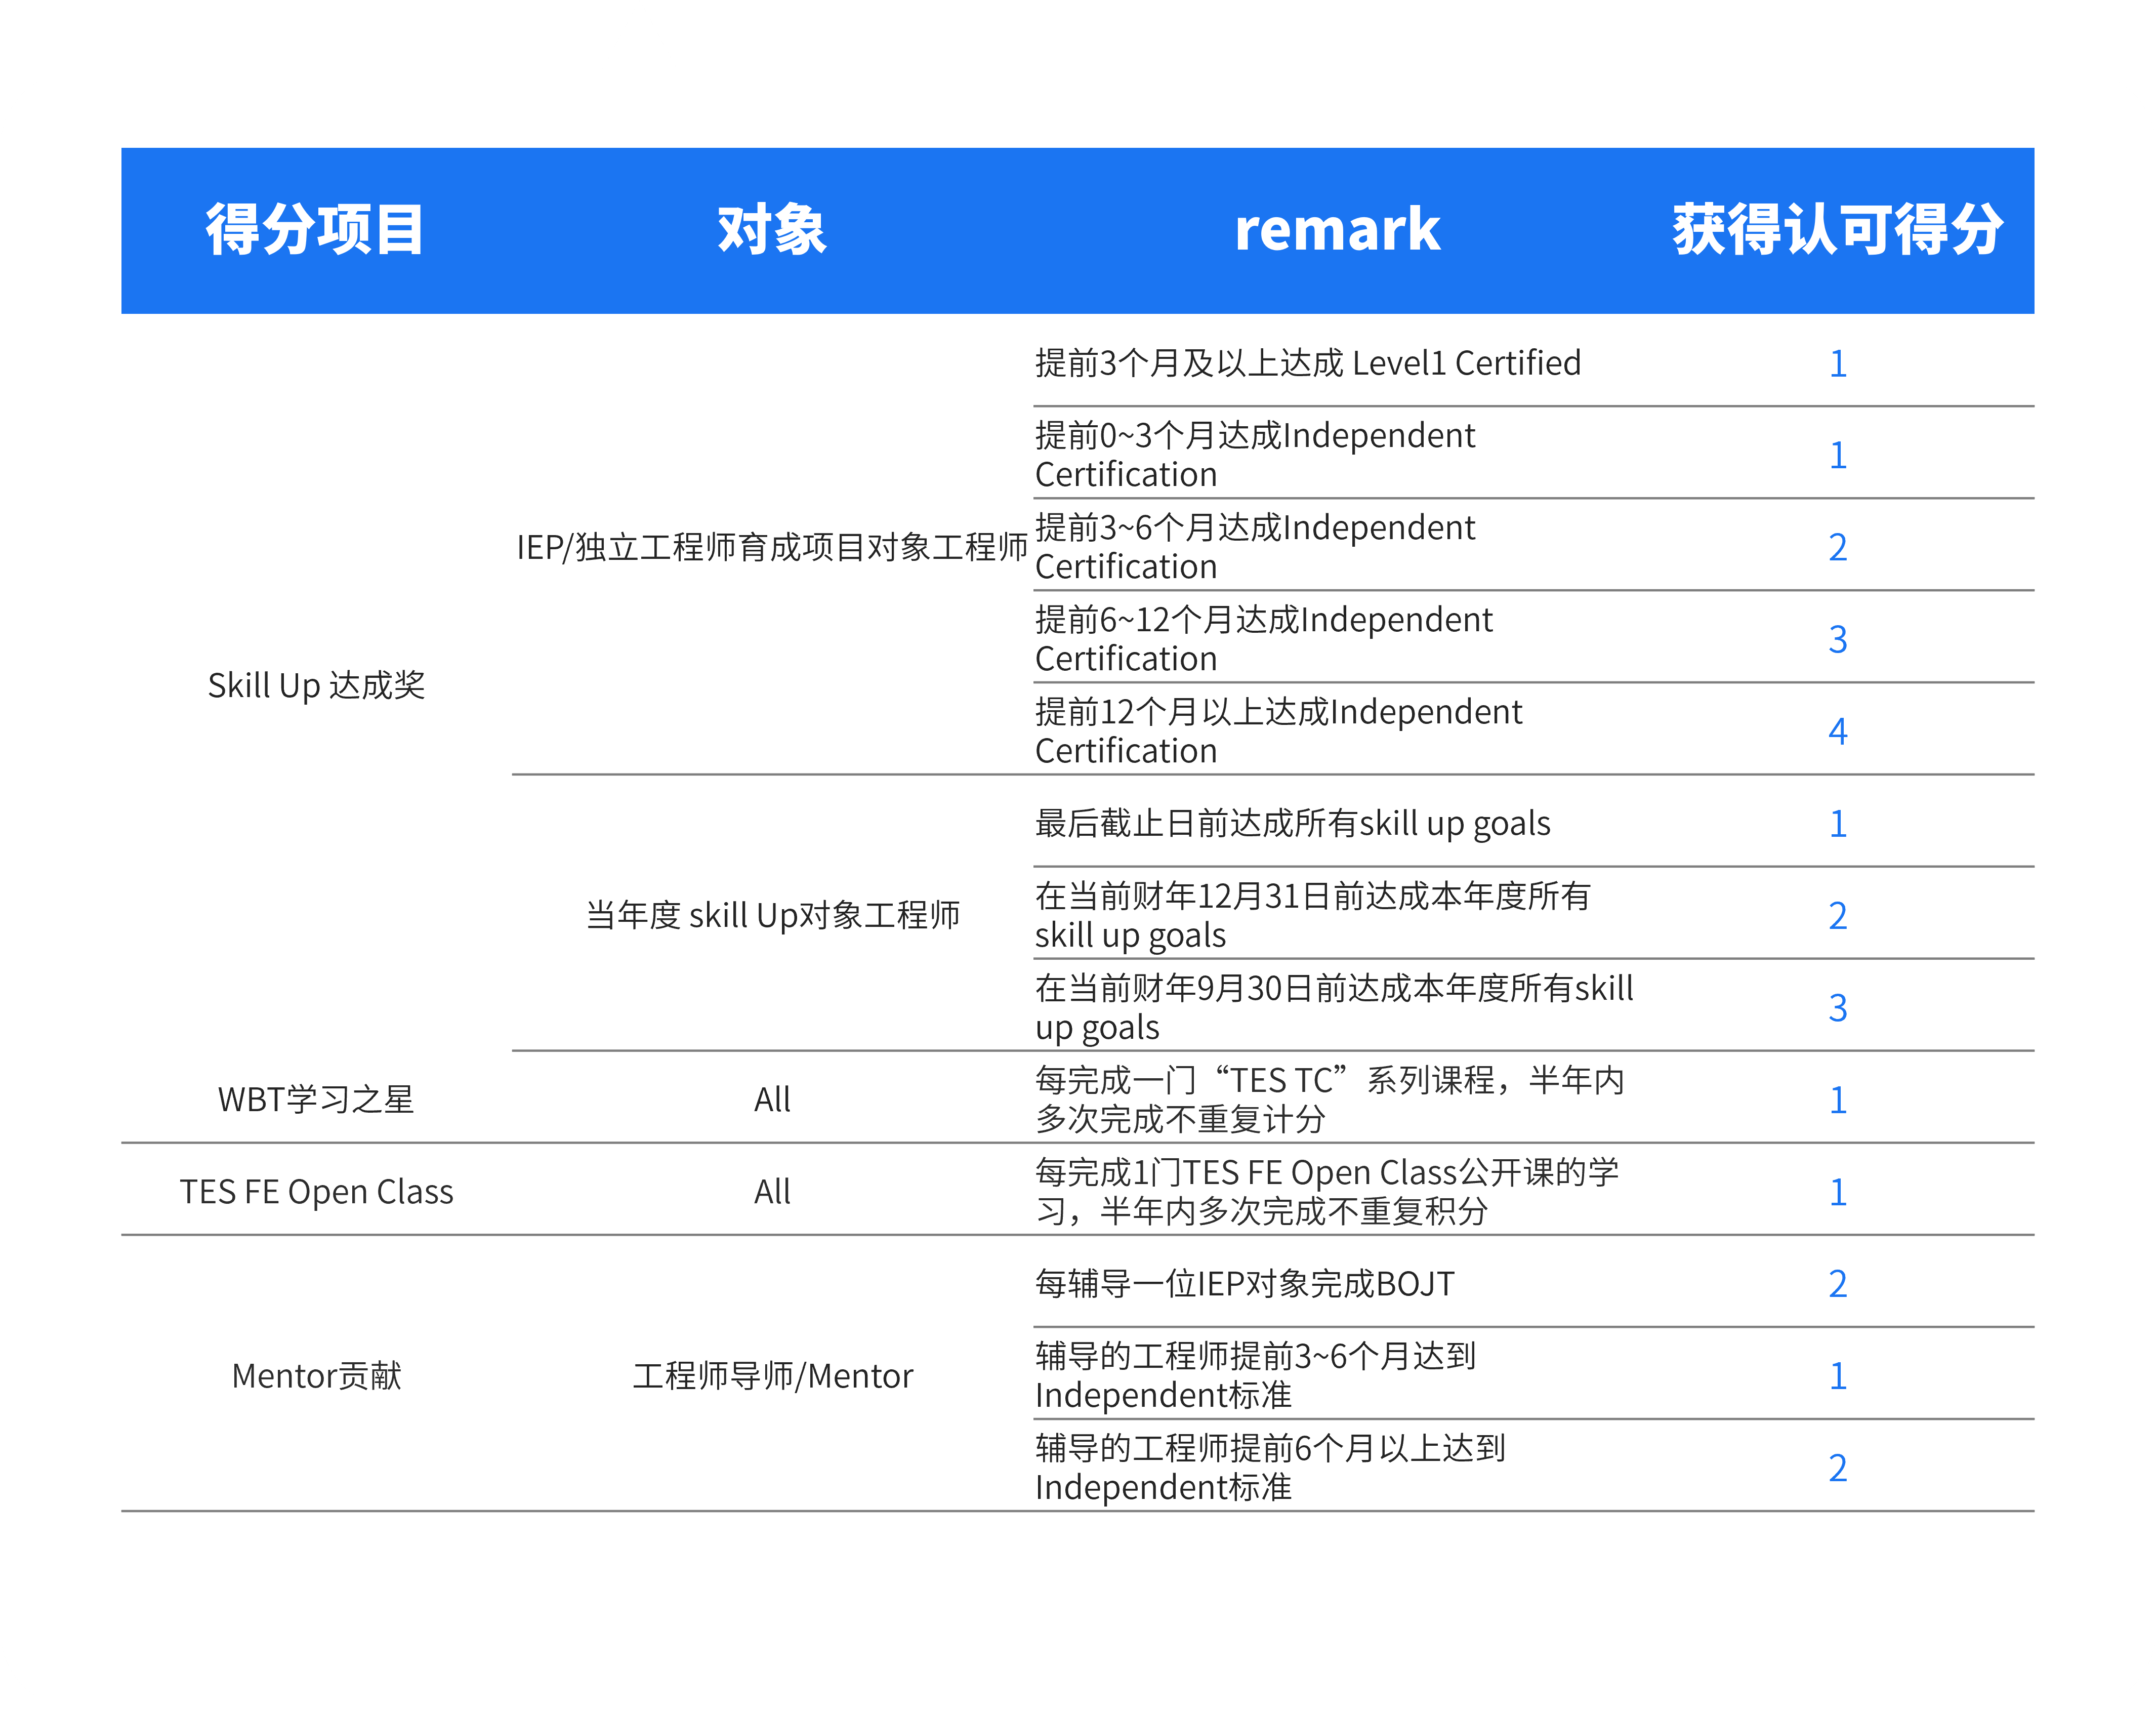 得分项目 对象 remark 获得认可得分
提前3个月及以上达成 Level1 Certified 1
提前0~3个月达成Independent
Certification
1
IEP/独立工程师育成项目对象工程师
提前3~6个月达成Independent
Certification
2
提前6~12个月达成Independent
Certification
3
Skill Up 达成奖
提前12个月以上达成Independent
Certification
4
最后截止日前达成所有skill up goals 1
当年度 skill Up对象工程师
在当前财年12月31日前达成本年度所有
skill up goals
2
在当前财年9月30日前达成本年度所有skill
up goals
3
WBT学习之星 All
每完成一门“TES TC”系列课程，半年内
多次完成不重复计分
1
TES FE Open Class All
每完成1门TES FE Open Class公开课的学
习，半年内多次完成不重复积分
1
每辅导一位IEP对象完成BOJT 2
Mentor贡献 工程师导师/Mentor
辅导的工程师提前3~6个月达到
Independent标准
1
辅导的工程师提前6个月以上达到
Independent标准
2